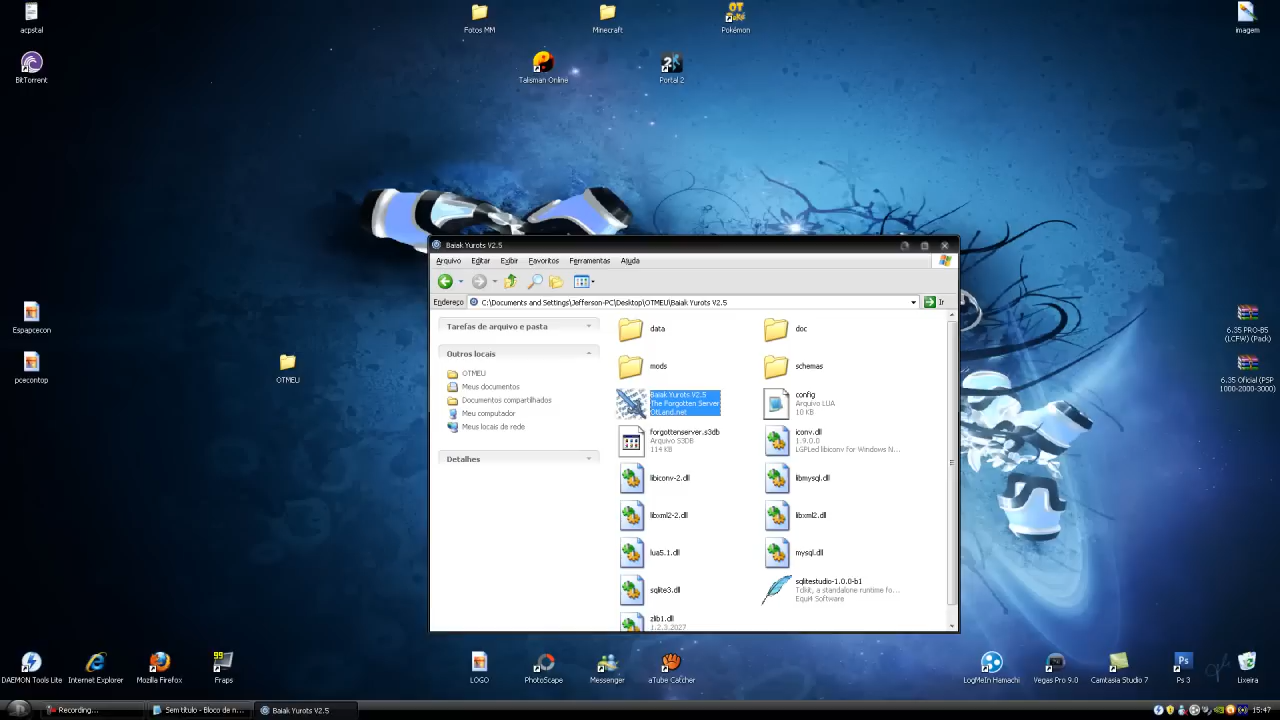 acpstal
Fotos MM
Minecraft
OT
Poké
Pokémon
imagem
BitTorrent
Talisman Online
2
Portal 2
Baiak Yurots V2.5
Arquivo Editar Exibir Favoritos Ferramentas Ajuda
Endereço C:\Documents and Settings\Jefferson-PC\Desktop\OTMEU\Baiak Yurots V2.5 Ir
Tarefas de arquivo e pasta
Outros locais
OTMEU
Meus documentos
Documentos compartilhados
Meu computador
Meus locais de rede
Detalhes
data
doc
mods
schemas
Baiak Yurots V2.5
The Forgotten Server
OtLand.net
config
Arquivo LUA
10 KB
forgottenserver.s3db
Arquivo S3DB
114 KB
iconv.dll
1.9.0.0
LGPLed libiconv for Windows N...
libiconv-2.dll
libmysql.dll
libxml2-2.dll
libxml2.dll
lua5.1.dll
mysql.dll
sqlite3.dll
sqlitestudio-1.0.0-b1
Tclkit, a standalone runtime fo...
Equi4 Software
zlib1.dll
1.2.3.2027
Espapcecon
pcecontop
OTMEU
6.35 PRO-B5
(LCFW) (Pack)
6.35 Oficial (PSP
1000-2000-3000)
DAEMON Tools Lite
Internet Explorer
Mozilla Firefox
99
Fraps
LOGO
PhotoScape
Messenger
aTube Catcher
LogMeIn Hamachi
Vegas Pro 9.0
Camtasia Studio 7
Ps
Ps 3
Lixeira
Recording...
Sem título - Bloco de n...
Baiak Yurots V2.5
15:47